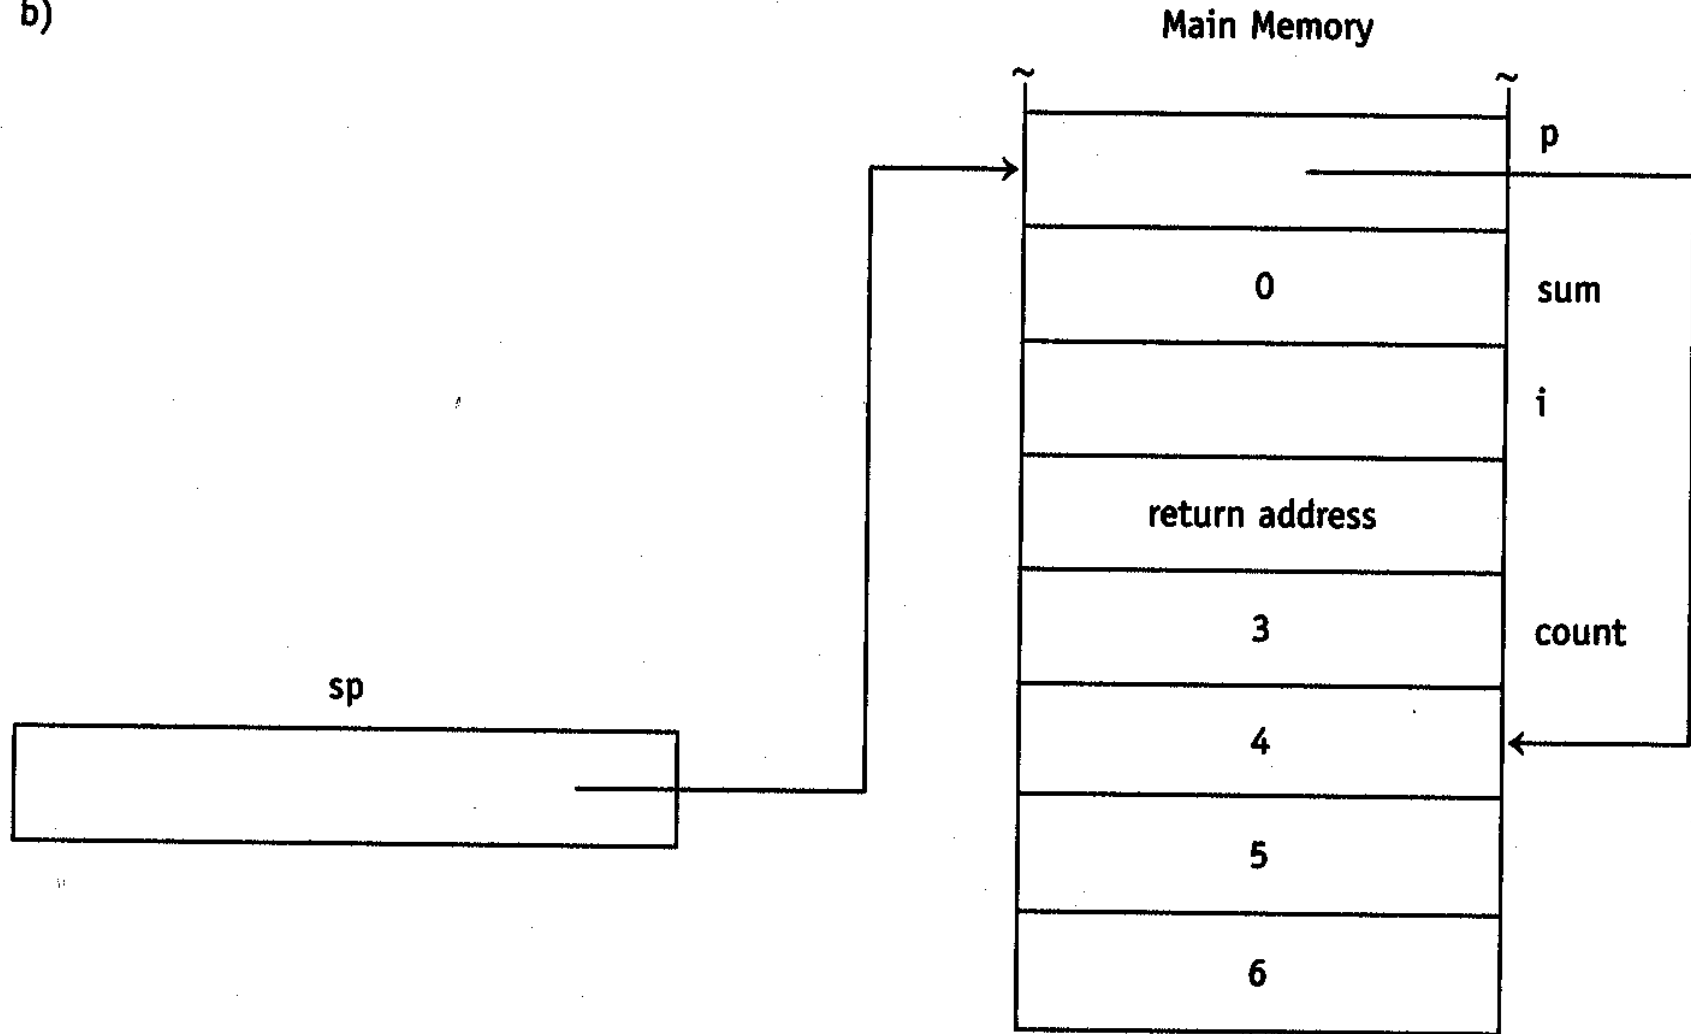 b)
Main Memory
p
0 sum
i
return address
3 count
sp
4
5
6